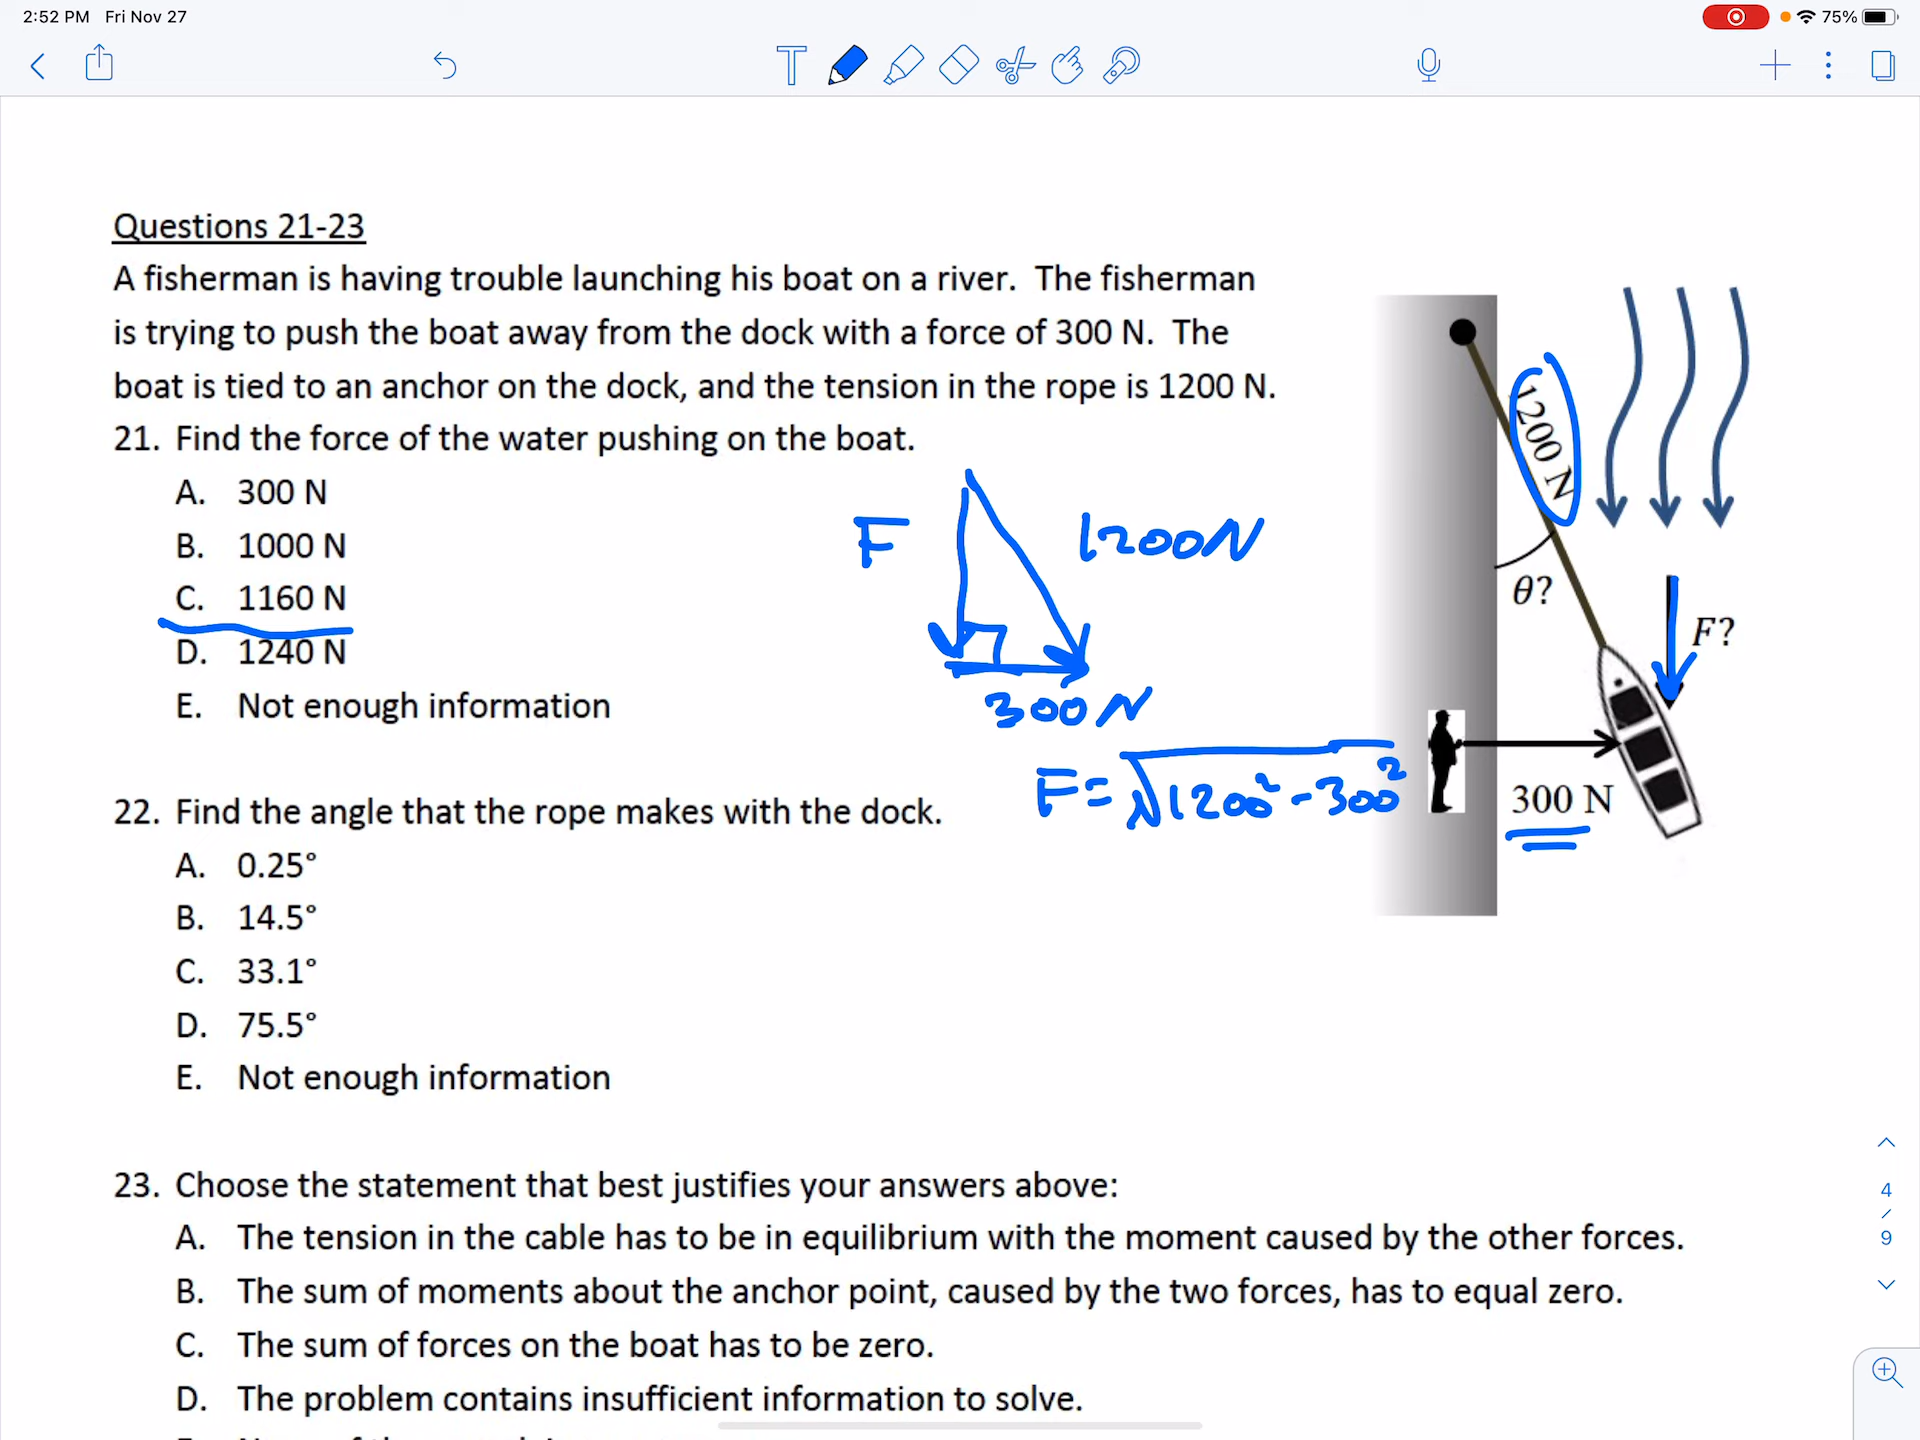 2:52 PM Fri Nov 27
75%
Questions 21-23
A fisherman is having trouble launching his boat on a river. The fisherman
is trying to push the boat away from the dock with a force of 300 N. The
boat is tied to an anchor on the dock, and the tension in the rope is 1200 N.
21. Find the force of the water pushing on the boat.
A. 300 N
B. 1000 N
C. 1160 N
D. 1240 N
E. Not enough information
F
1200N
300N
F=√1200²-300²
1200 N
θ?
F?
300 N
22. Find the angle that the rope makes with the dock.
A. 0.25°
B. 14.5°
C. 33.1°
D. 75.5°
E. Not enough information
23. Choose the statement that best justifies your answers above:
A. The tension in the cable has to be in equilibrium with the moment caused by the other forces.
B. The sum of moments about the anchor point, caused by the two forces, has to equal zero.
C. The sum of forces on the boat has to be zero.
D. The problem contains insufficient information to solve.
4
/
9